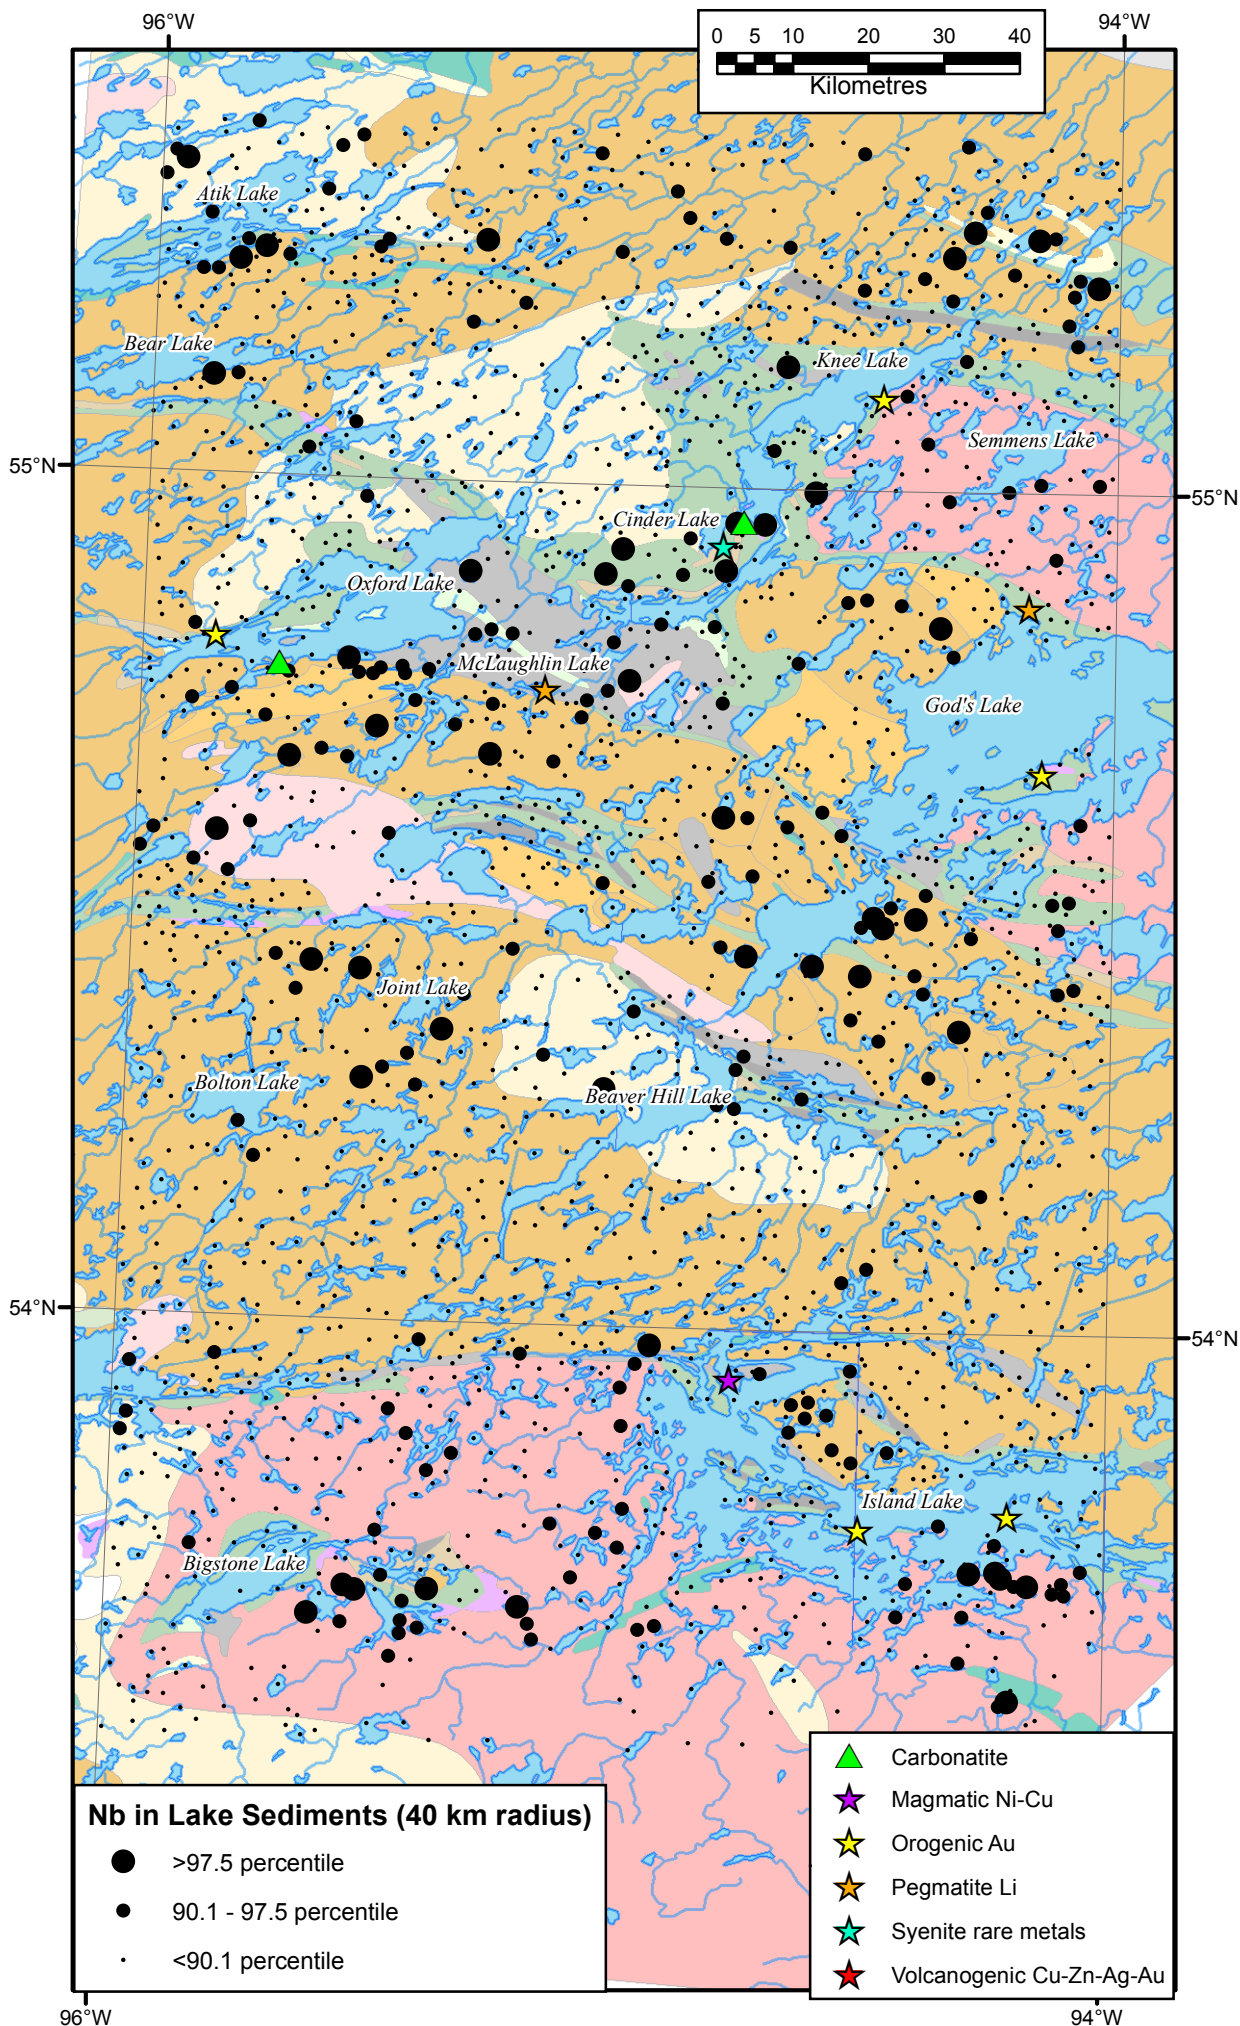 96°W
94°W
0 5 10 20 30 40
Kilometres
Atik Lake
Bear Lake
Knee Lake
Semmens Lake
55°N
55°N
Cinder Lake
Oxford Lake
McLaughlin Lake
God's Lake
Joint Lake
Bolton Lake
Beaver Hill Lake
54°N
54°N
Island Lake
Bigstone Lake
Nb in Lake Sediments (40 km radius)
>97.5 percentile
90.1 - 97.5 percentile
<90.1 percentile
Carbonatite
Magmatic Ni-Cu
Orogenic Au
Pegmatite Li
Syenite rare metals
Volcanogenic Cu-Zn-Ag-Au
96°W
94°W